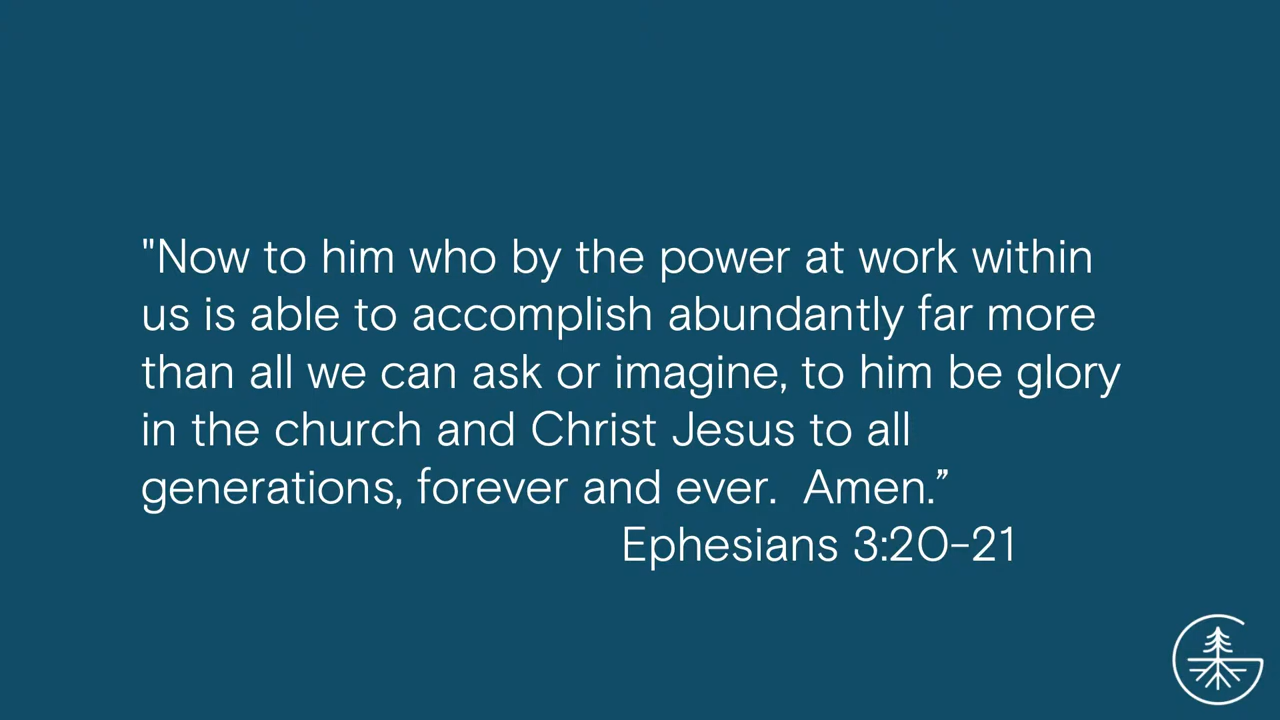 "Now to him who by the power at work within
us is able to accomplish abundantly far more
than all we can ask or imagine, to him be glory
in the church and Christ Jesus to all
generations, forever and ever.  Amen.”
Ephesians 3:20-21